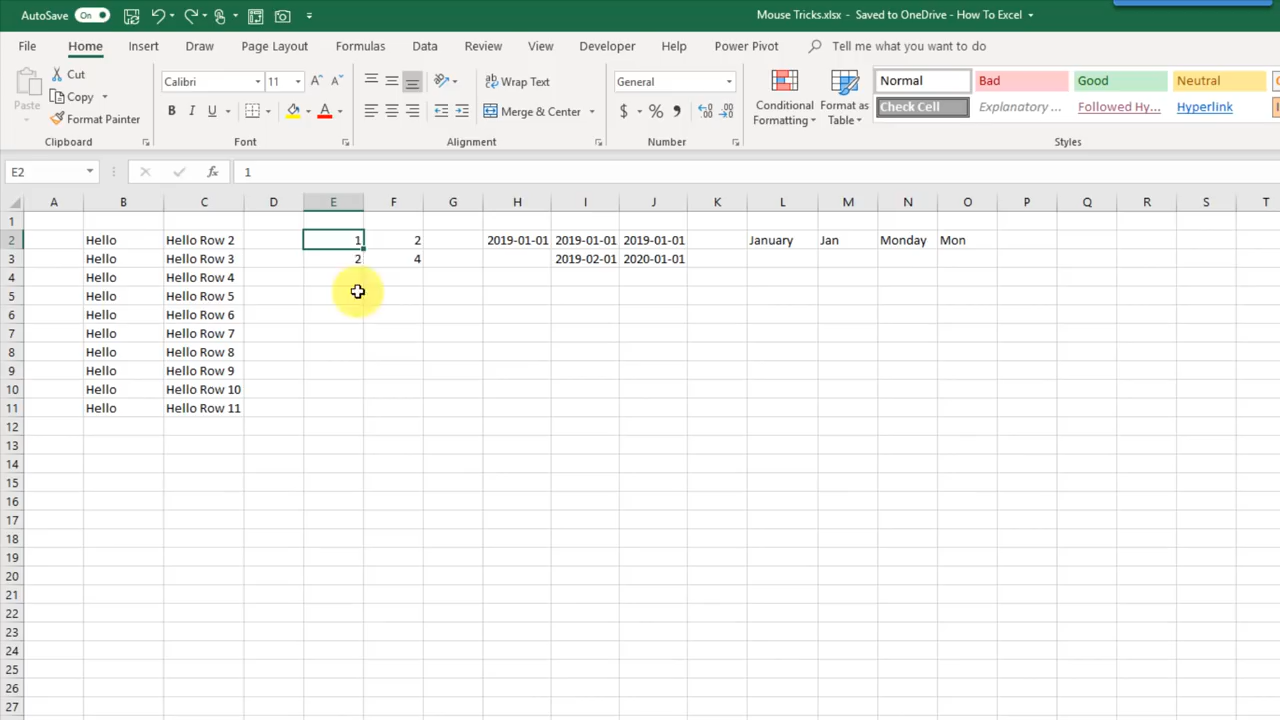 AutoSave On Mouse Tricks.xlsx - Saved to OneDrive - How To Excel
File Home Insert Draw Page Layout Formulas Data Review View Developer Help Power Pivot Tell me what you want to do
Paste Cut Copy Format Painter
Calibri 11 A A
B I U A
Wrap Text
Merge & Center
General
$ % ,
Conditional Formatting
Format as Table
Normal Bad Good Neutral
Check Cell Explanatory ... Followed Hy... Hyperlink
Clipboard Font Alignment Number Styles
E2 fx 1
A B C D E F G H I J K L M N O P Q R S T
1
2 Hello Hello Row 2 1 2 2019-01-01 2019-01-01 2019-01-01 January Jan Monday Mon
3 Hello Hello Row 3 2 4 2019-02-01 2020-01-01
4 Hello Hello Row 4
5 Hello Hello Row 5
6 Hello Hello Row 6
7 Hello Hello Row 7
8 Hello Hello Row 8
9 Hello Hello Row 9
10 Hello Hello Row 10
11 Hello Hello Row 11
12
13
14
15
16
17
18
19
20
21
22
23
24
25
26
27